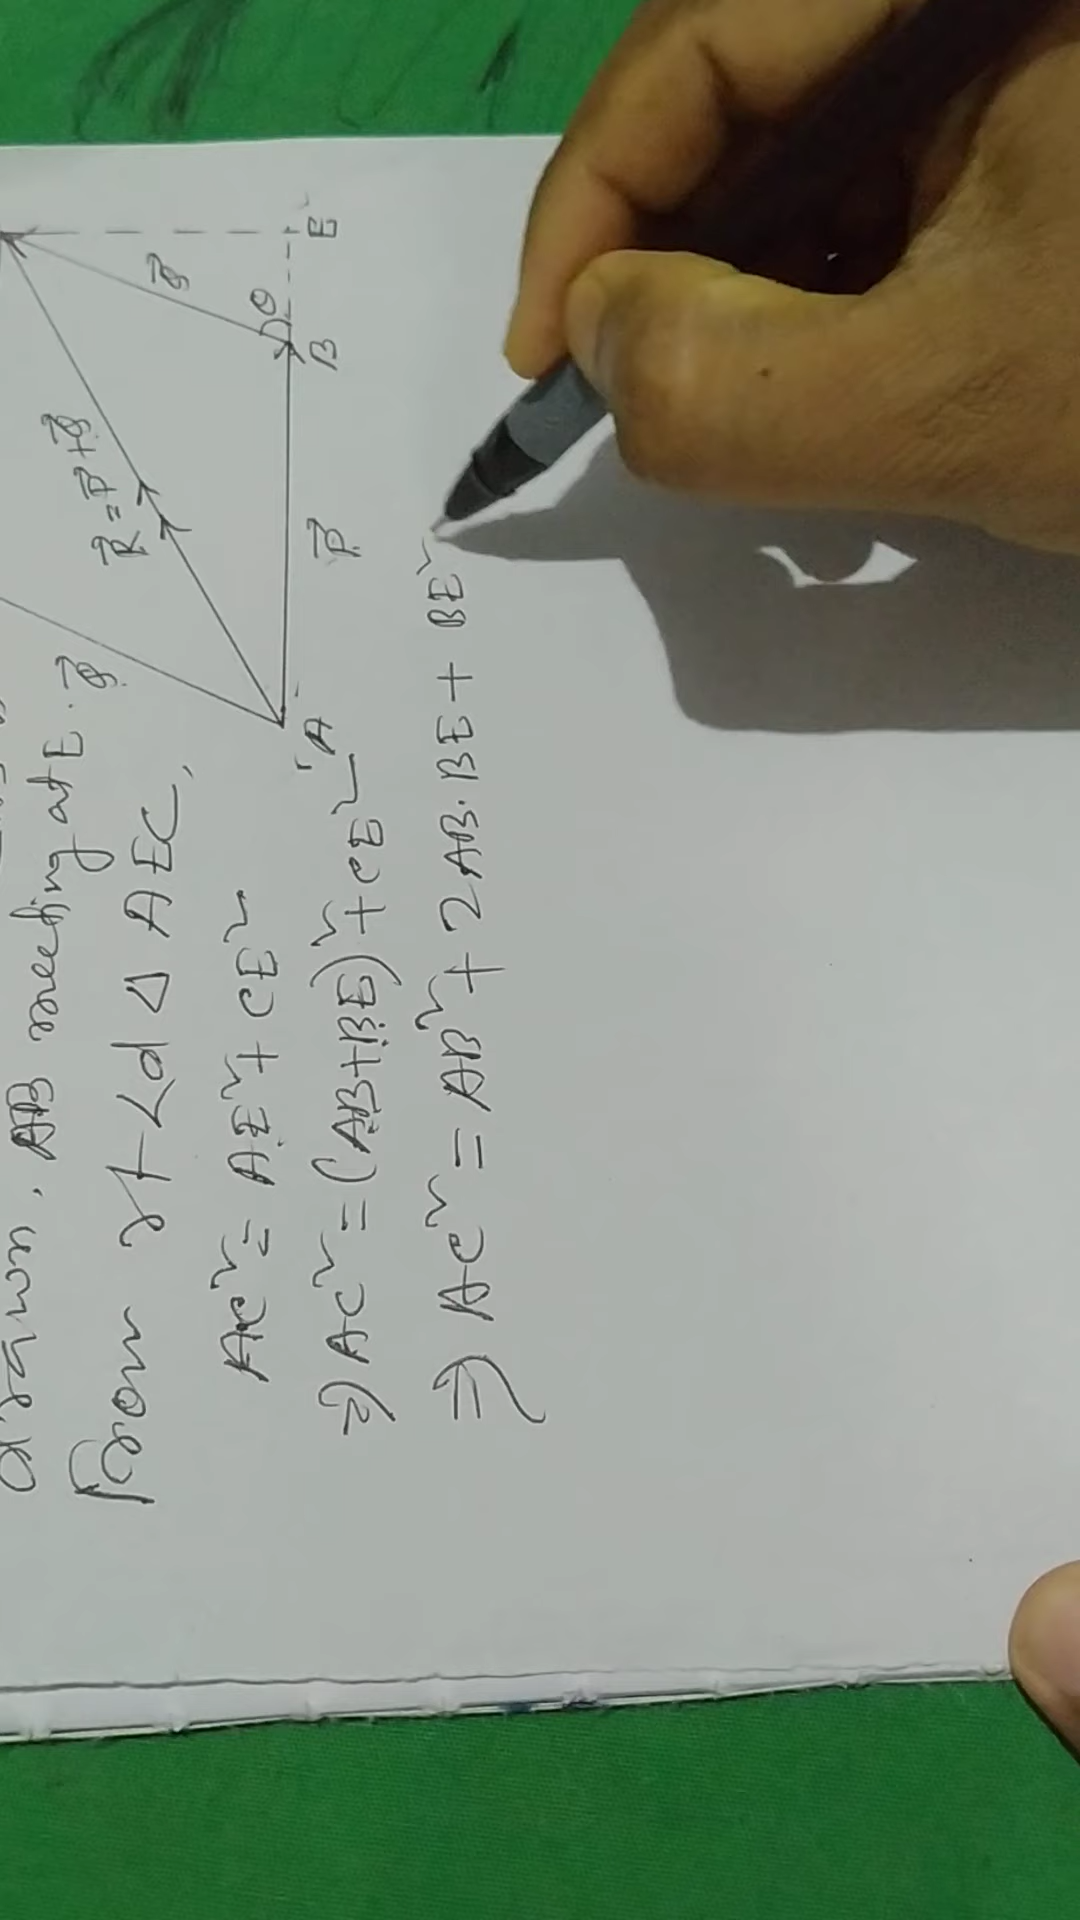 E
θ
B
Q⃗
R⃗ = P⃗ + Q⃗
P⃗
Q⃗
A
drawn. AB meeting at E.
From rt ∠d Δ AEC,
AC² = AE² + CE²
⇒ AC² = (AB+BE)² + CE²
⇒ AC² = AB² + 2AB.BE + BE²